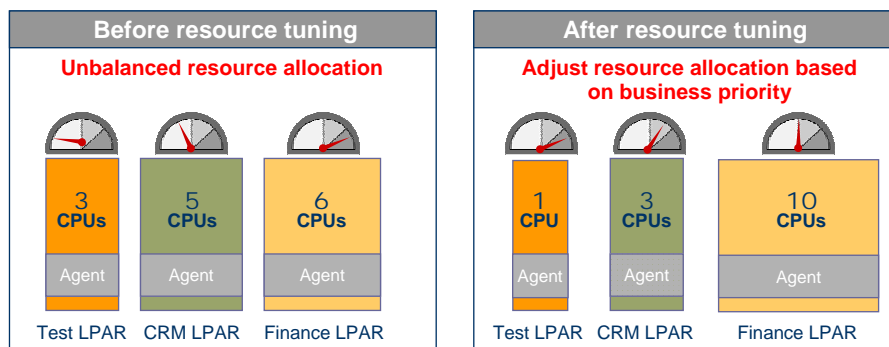 Before resource tuning
Unbalanced resource allocation
3
CPUs
5
CPUs
6
CPUs
Agent
Agent
Agent
Test LPAR
CRM LPAR
Finance LPAR
After resource tuning
Adjust resource allocation based
on business priority
1
CPU
3
CPUs
10
CPUs
Agent
Agent
Agent
Test LPAR
CRM LPAR
Finance LPAR